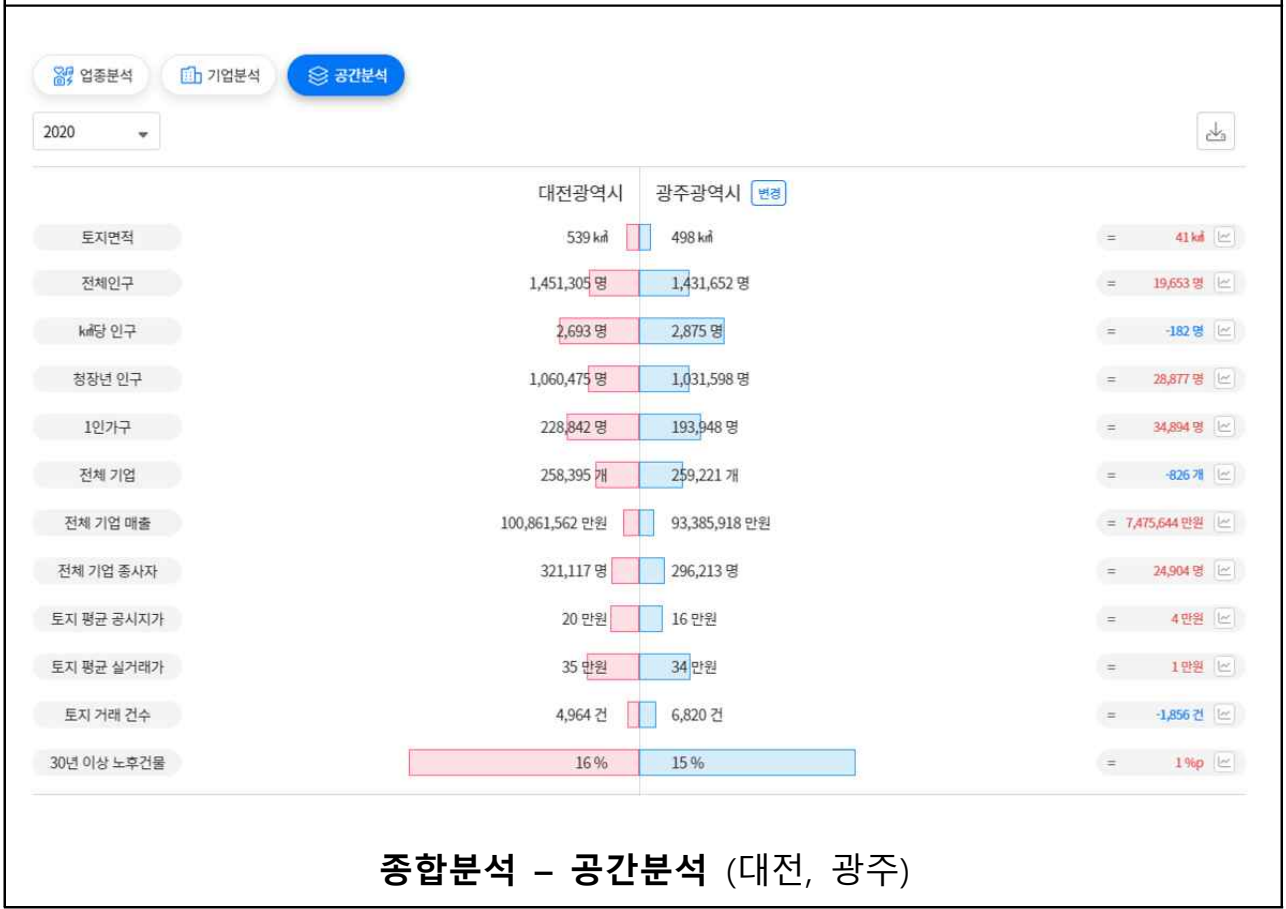 업종분석 기업분석 공간분석
2020
대전광역시 광주광역시 변경
토지면적 539 ㎢ 498 ㎢ = 41 ㎢
전체인구 1,451,305 명 1,431,652 명 = 19,653 명
㎢당 인구 2,693 명 2,875 명 = -182 명
청장년 인구 1,060,475 명 1,031,598 명 = 28,877 명
1인가구 228,842 명 193,948 명 = 34,894 명
전체 기업 258,395 개 259,221 개 = -826 개
전체 기업 매출 100,861,562 만원 93,385,918 만원 = 7,475,644 만원
전체 기업 종사자 321,117 명 296,213 명 = 24,904 명
토지 평균 공시지가 20 만원 16 만원 = 4 만원
토지 평균 실거래가 35 만원 34 만원 = 1 만원
토지 거래 건수 4,964 건 6,820 건 = -1,856 건
30년 이상 노후건물 16 % 15 % = 1 %p
종합분석 – 공간분석 (대전, 광주)